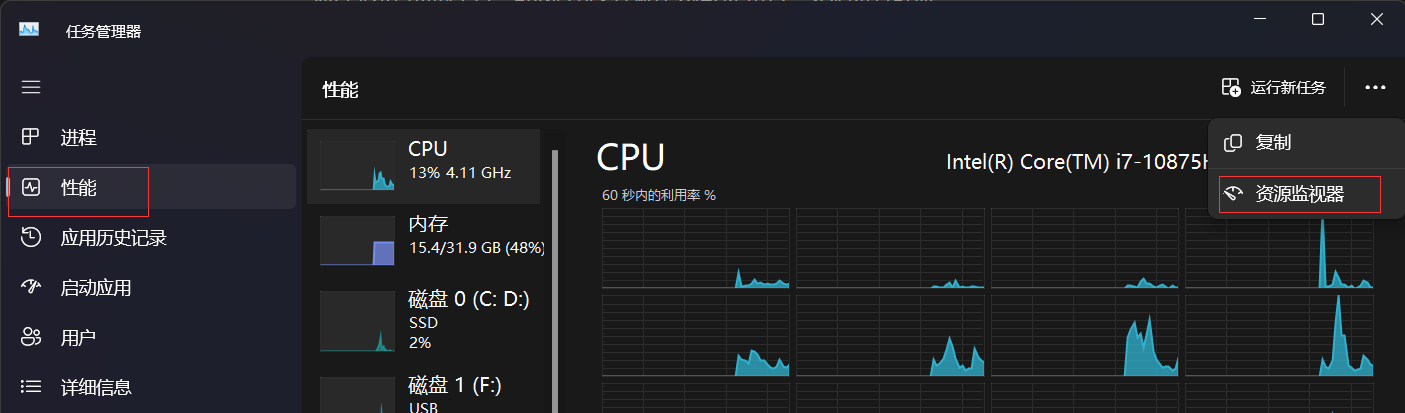 任务管理器
性能
运行新任务
进程
性能
应用历史记录
启动应用
用户
详细信息
CPU
13% 4.11 GHz
内存
15.4/31.9 GB (48%)
磁盘 0 (C: D:)
SSD
2%
磁盘 1 (F:)
USB
CPU
Intel(R) Core(TM) i7-10875H
60 秒内的利用率 %
复制
资源监视器